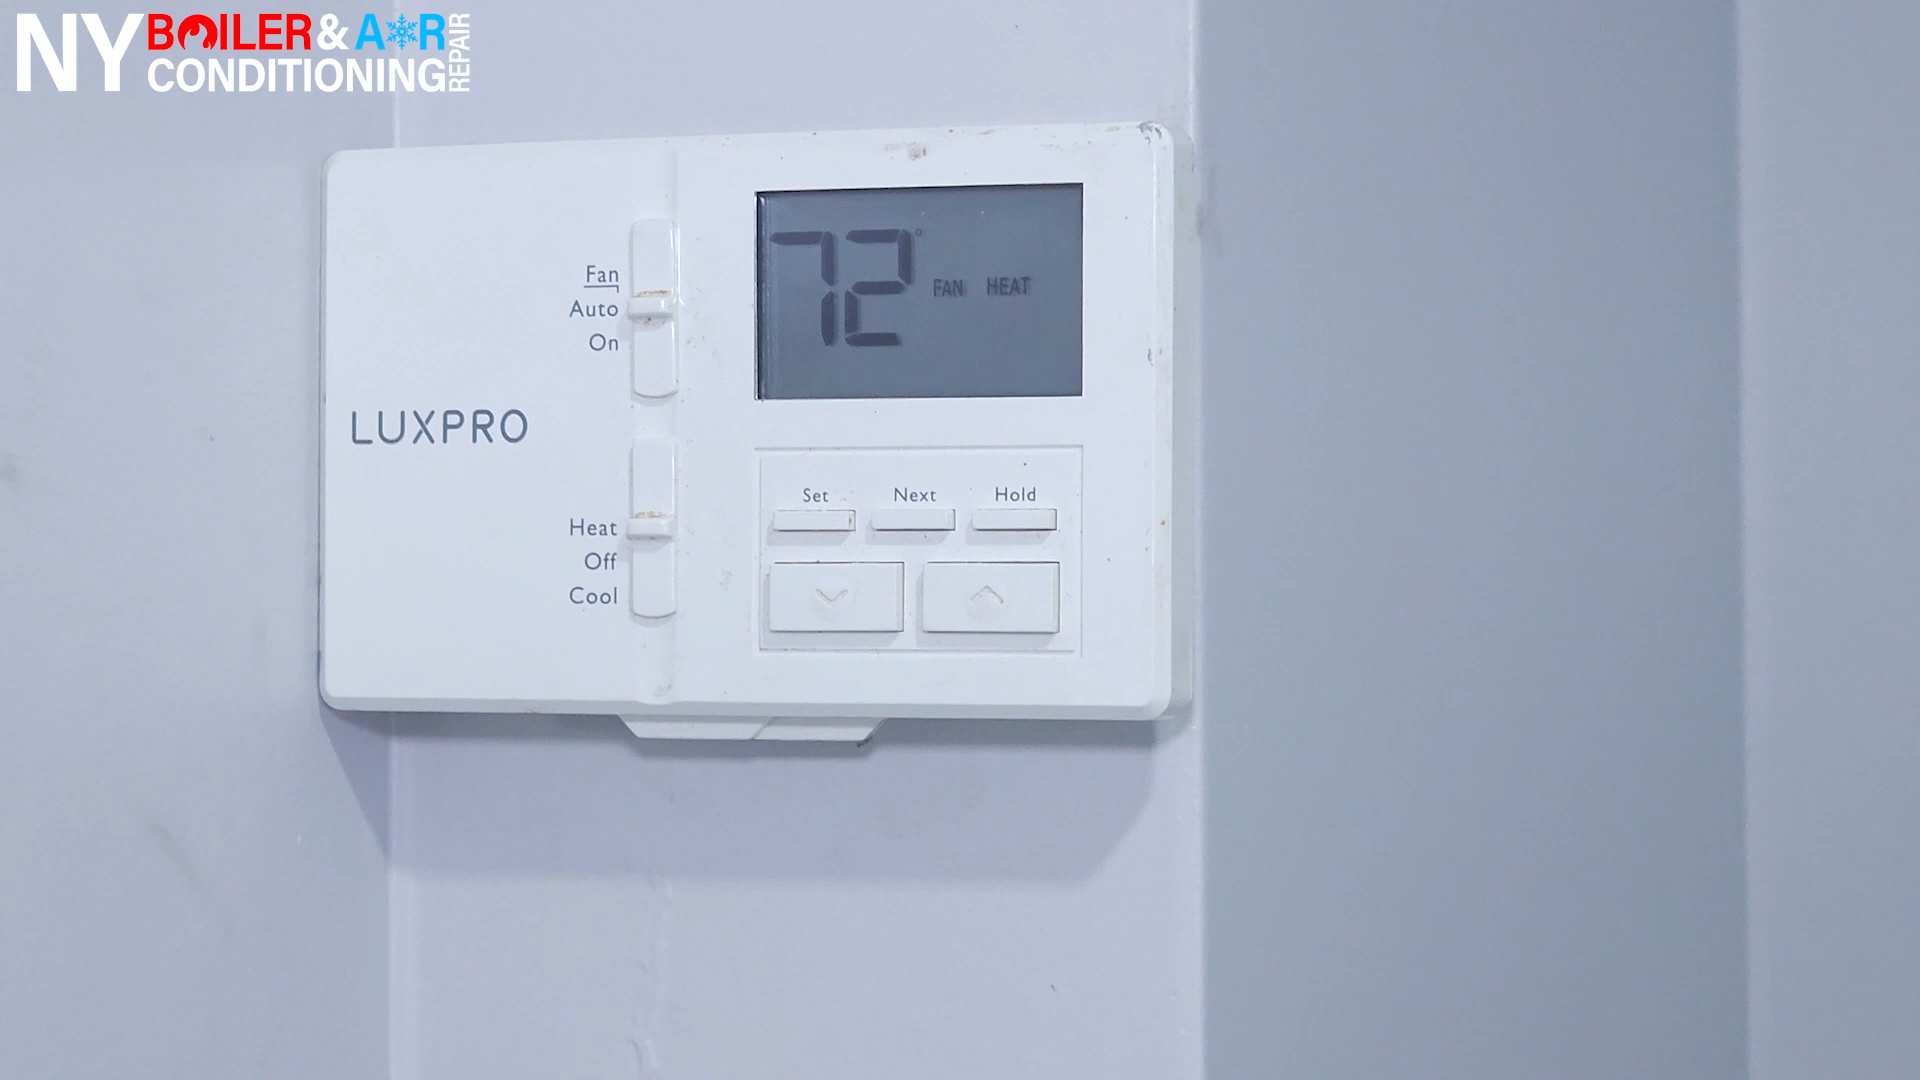 NY BOILER & AIR
CONDITIONING REPAIR
72° FAN HEAT
Fan
Auto
On
LUXPRO
Set Next Hold
Heat
Off
Cool